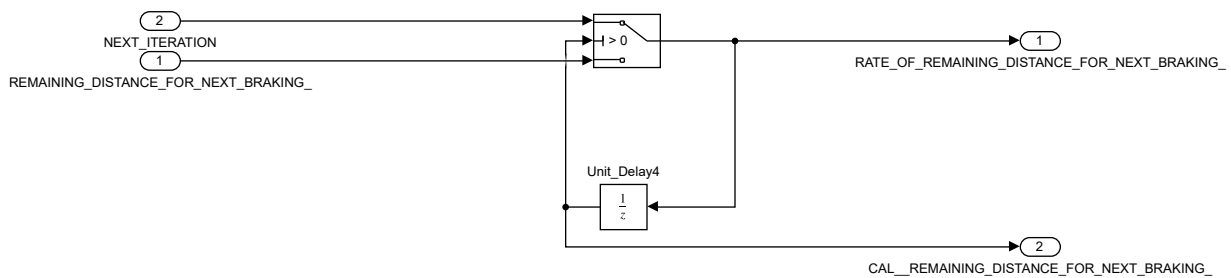 2
NEXT_ITERATION
1
REMAINING_DISTANCE_FOR_NEXT_BRAKING_
> 0
1
RATE_OF_REMAINING_DISTANCE_FOR_NEXT_BRAKING_
Unit_Delay4
1
z
2
CAL__REMAINING_DISTANCE_FOR_NEXT_BRAKING_